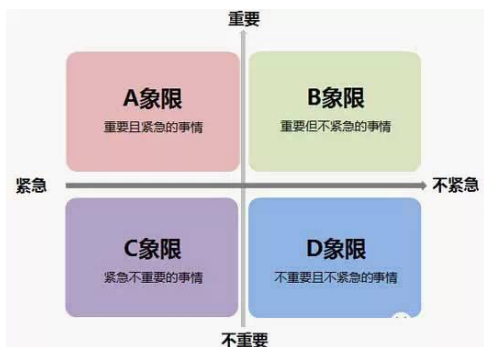 重要
A象限
重要且紧急的事情
B象限
重要但不紧急的事情
紧急
不紧急
C象限
紧急不重要的事情
D象限
不重要且不紧急的事情
不重要